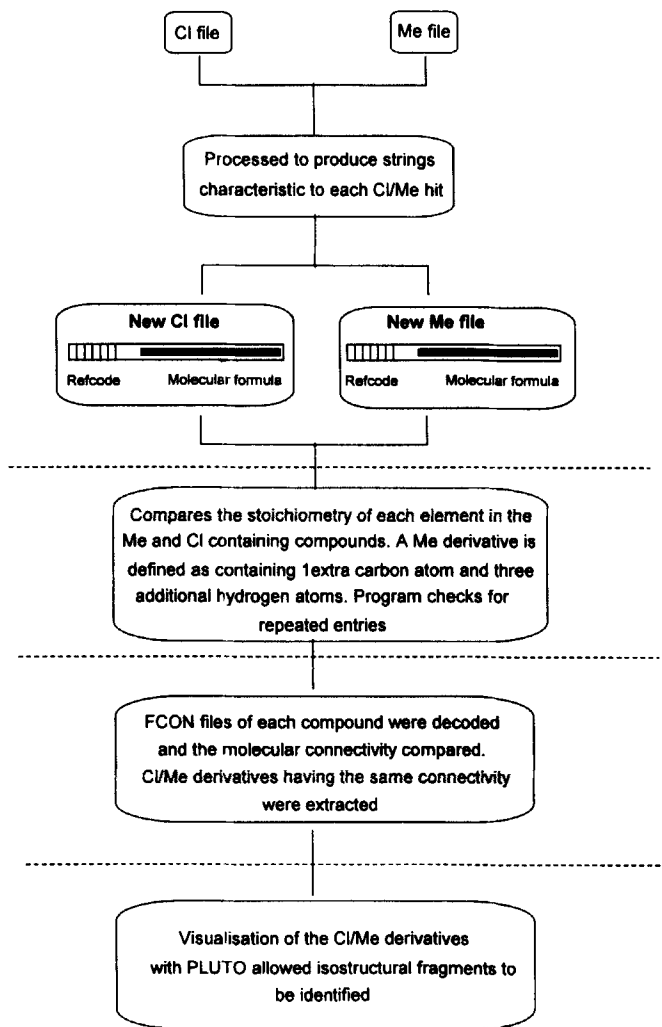 Cl file
Me file
Processed to produce strings
characteristic to each Cl/Me hit
New Cl file
Refcode
Molecular formula
New Me file
Refcode
Molecular formula
Compares the stoichiometry of each element in the
Me and Cl containing compounds. A Me derivative is
defined as containing 1extra carbon atom and three
additional hydrogen atoms. Program checks for
repeated entries
FCON files of each compound were decoded
and the molecular connectivity compared.
Cl/Me derivatives having the same connectivity
were extracted
Visualisation of the Cl/Me derivatives
with PLUTO allowed isostructural fragments to
be identified